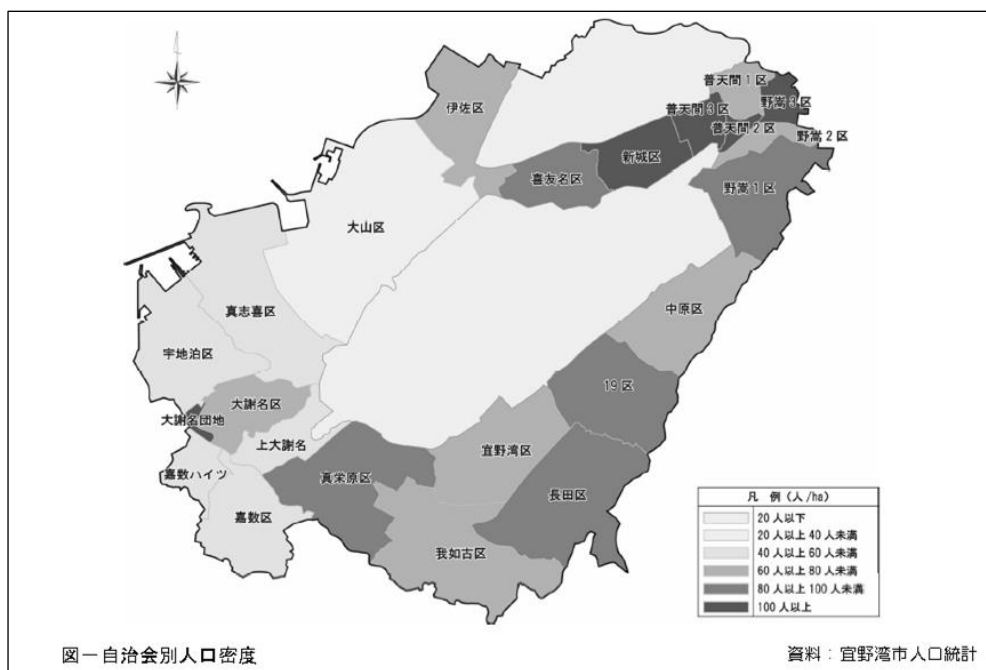 普天間1区
伊佐区
野嵩3区
普天間3区
普天間2区
野嵩2区
新城区
喜友名区
野嵩1区
大山区
中原区
真志喜区
宇地泊区
19区
大謝名区
大謝名団地
上大謝名
宜野湾区
嘉数ハイツ
真栄原区
長田区
嘉数区
我如古区
凡 例(人/ha)
20人以下
20人以上40人未満
40人以上60人未満
60人以上80人未満
80人以上100人未満
100人以上
図ー自治会別人口密度
資料:宜野湾市人口統計